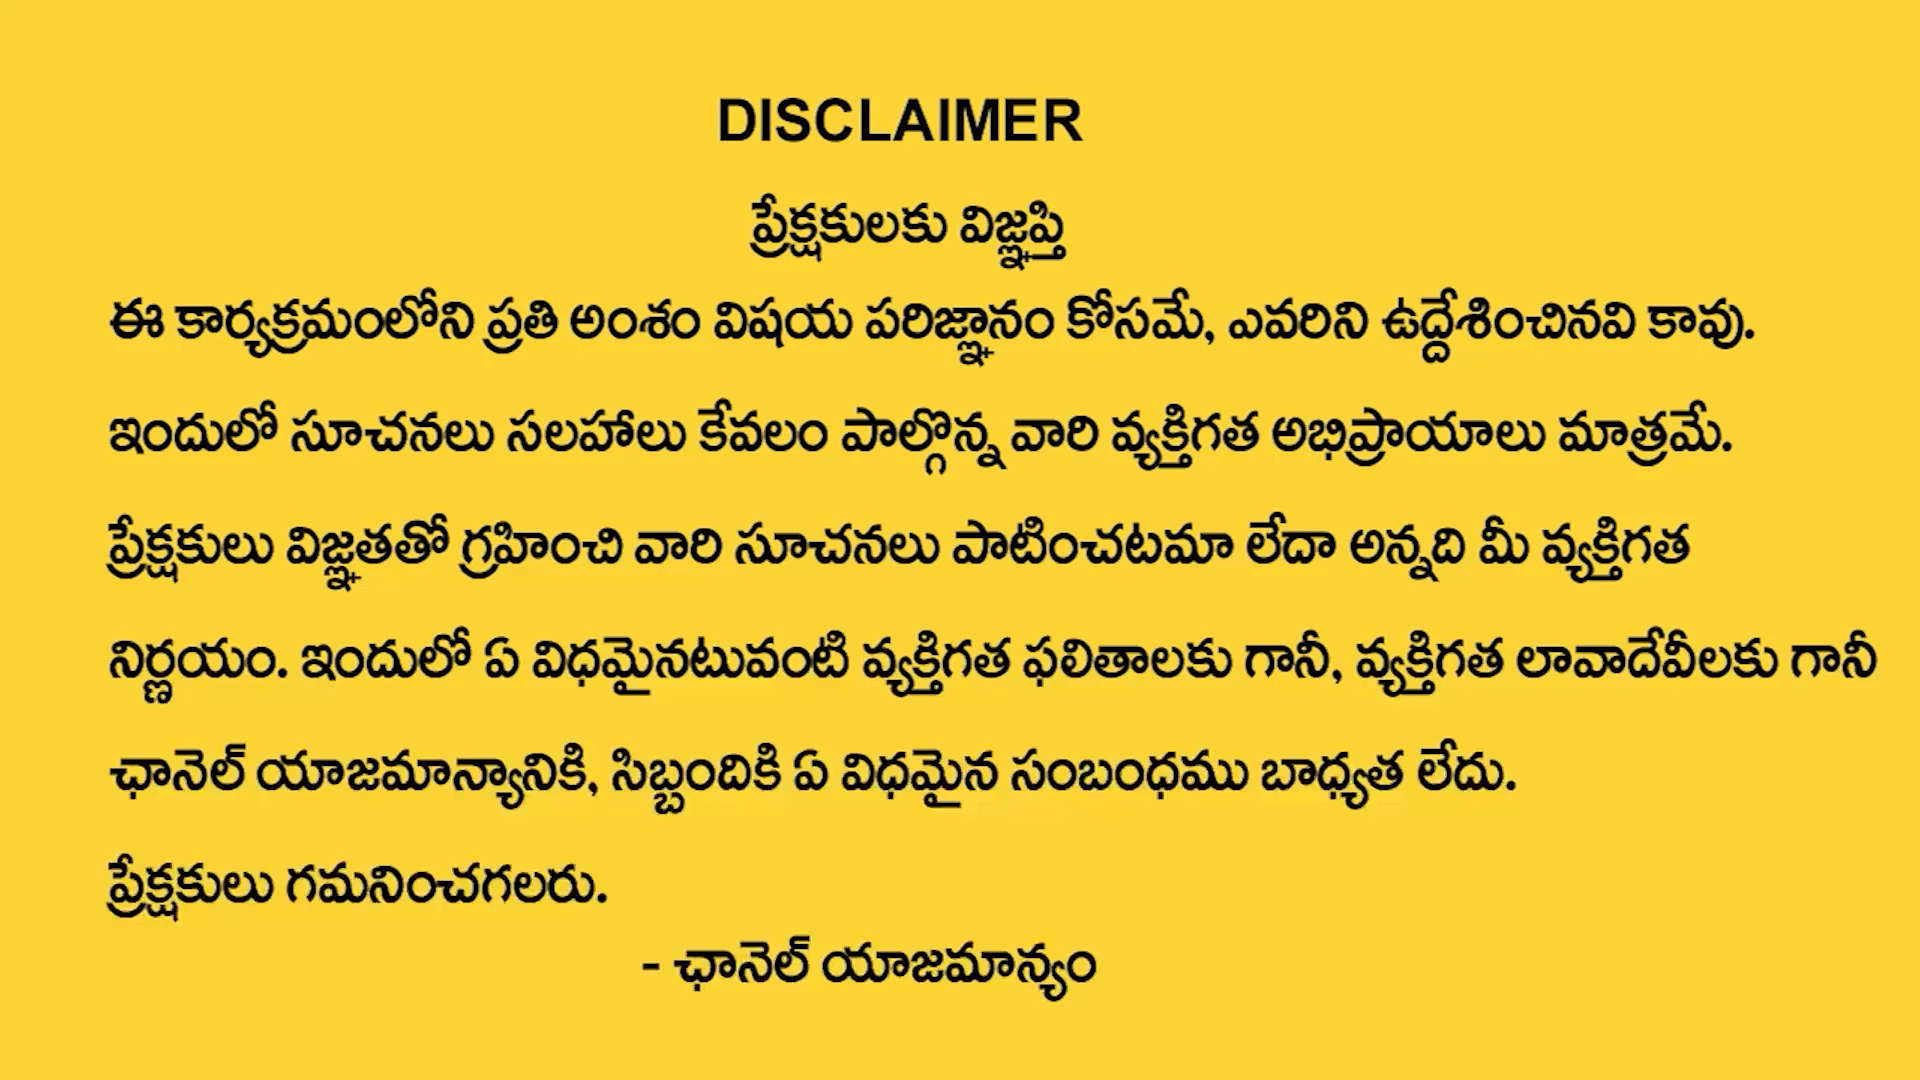 DISCLAIMER
ప్రేక్షకులకు విజ్ఞప్తి
ఈ కార్యక్రమంలోని ప్రతి అంశం విషయ పరిజ్ఞానం కోసమే, ఎవరిని ఉద్దేశించినవి కావు.
ఇందులో సూచనలు సలహాలు కేవలం పాల్గొన్న వారి వ్యక్తిగత అభిప్రాయాలు మాత్రమే.
ప్రేక్షకులు విజ్ఞతతో గ్రహించి వారి సూచనలు పాటించటమా లేదా అన్నది మీ వ్యక్తిగత
నిర్ణయం. ఇందులో ఏ విధమైనటువంటి వ్యక్తిగత ఫలితాలకు గానీ, వ్యక్తిగత లావాదేవీలకు గానీ
ఛానెల్ యాజమాన్యానికి, సిబ్బందికి ఏ విధమైన సంబంధము బాధ్యత లేదు.
ప్రేక్షకులు గమనించగలరు.
- ఛానెల్ యాజమాన్యం